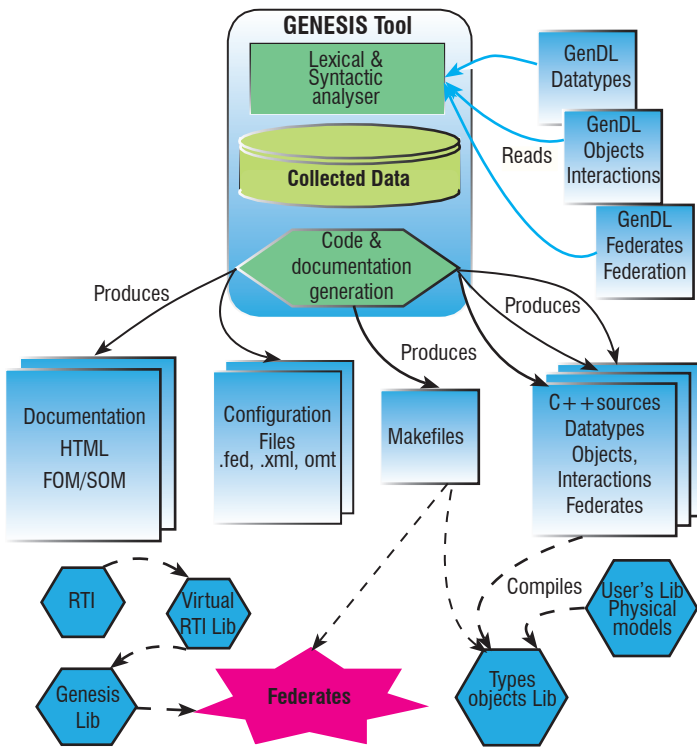 GENESIS Tool
Lexical &
Syntactic
analyser
Collected Data
Code &
documentation
generation
GenDL
Datatypes
Reads
GenDL
Objects
Interactions
GenDL
Federates
Federation
Produces
Produces
Produces
Documentation
HTML
FOM/SOM
Configuration
Files
.fed, .xml, omt
Makefiles
C++sources
Datatypes
Objects,
Interactions
Federates
RTI
Virtual
RTI Lib
Genesis
Lib
Federates
Compiles
Types
objects Lib
User's Lib
Physical
models